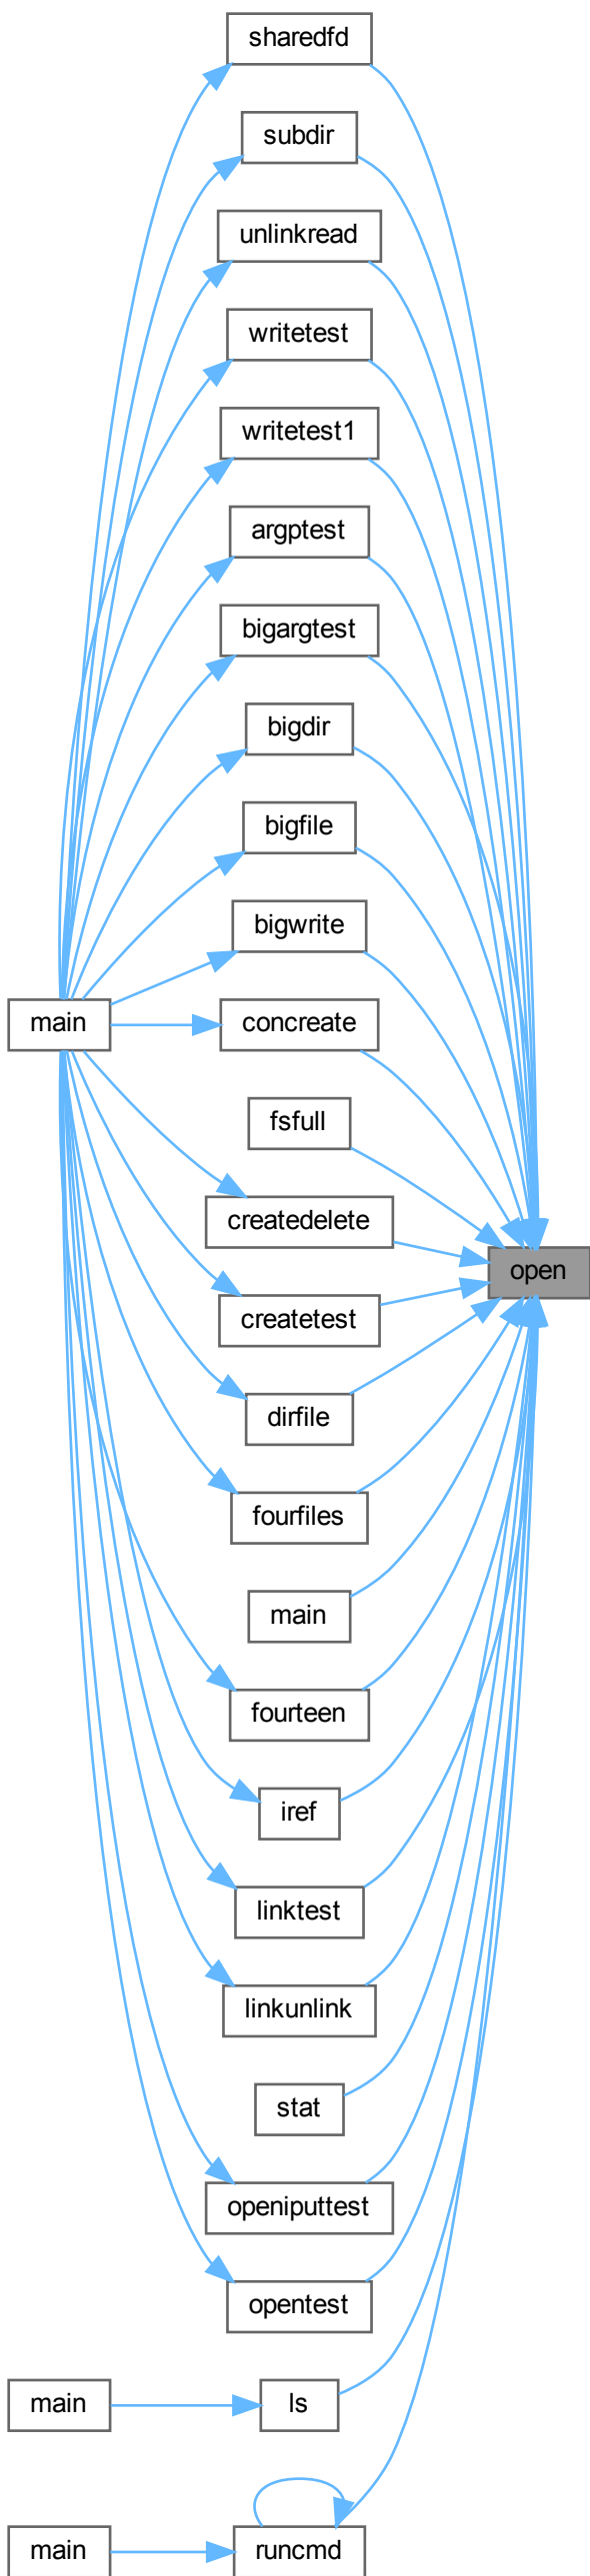 sharedfd
subdir
unlinkread
writetest
writetest1
argptest
bigargtest
bigdir
bigfile
bigwrite
main
concreate
fsfull
createdelete
open
createtest
dirfile
fourfiles
main
fourteen
iref
linktest
linkunlink
stat
openiputtest
opentest
main
ls
main
runcmd